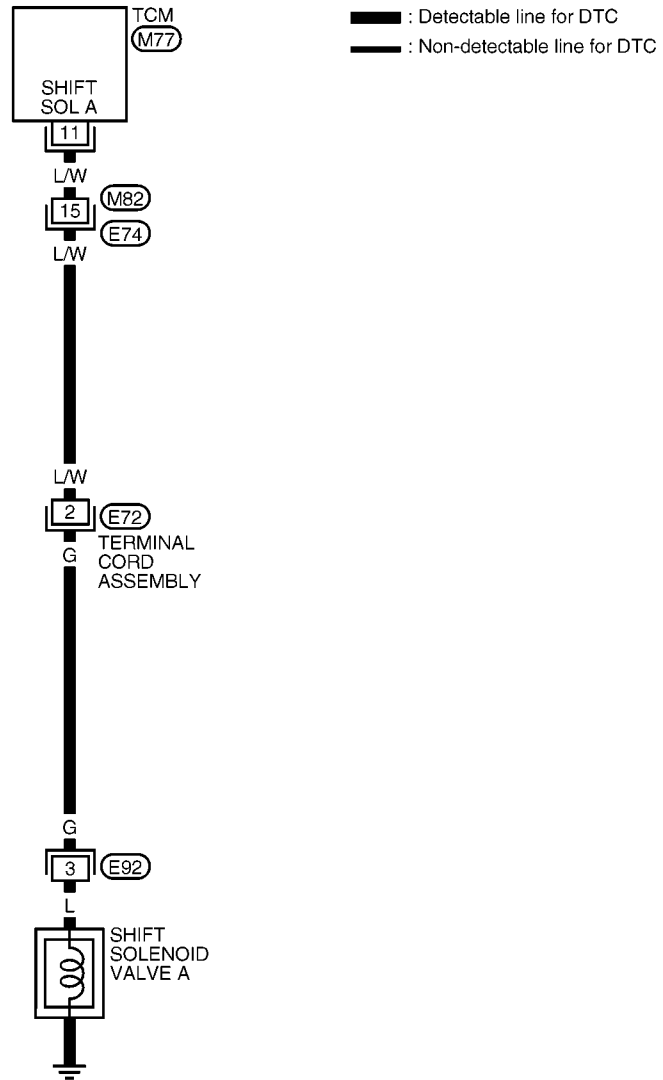 TCM
M77
: Detectable line for DTC
: Non-detectable line for DTC
SHIFT
SOL A
11
L/W
15
M82
E74
L/W
L/W
2
E72
TERMINAL
CORD
ASSEMBLY
G
G
3
E92
L
SHIFT
SOLENOID
VALVE A